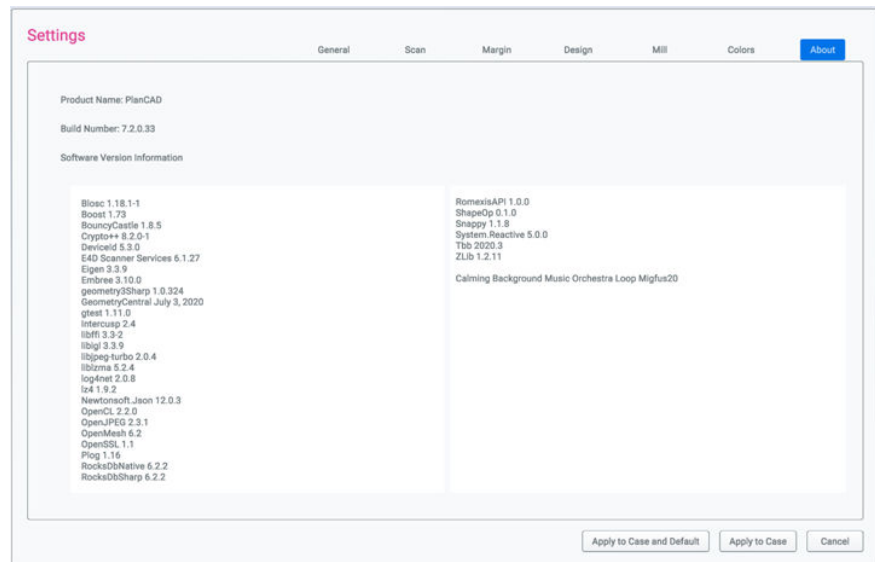 Settings
General Scan Margin Design Mill Colors About
Product Name: PlanCAD
Build Number: 7.2.0.33
Software Version Information
Blosc 1.18.1-1
Boost 1.73
BouncyCastle 1.8.5
Crypto++ 8.2.0-1
DeviceId 5.3.0
E4D Scanner Services 6.1.27
Eigen 3.3.9
Embree 3.10.0
geometry3Sharp 1.0.324
GeometryCentral July 3, 2020
gtest 1.11.0
intercusp 2.4
libffi 3.3-2
libigl 3.3.9
libjpeg-turbo 2.0.4
liblzma 5.2.4
log4net 2.0.8
lz4 1.9.2
Newtonsoft.Json 12.0.3
OpenCL 2.2.0
OpenJPEG 2.3.1
OpenMesh 6.2
OpenSSL 1.1
Plog 1.16
RocksDbNative 6.2.2
RocksDbSharp 6.2.2
RomexisAPI 1.0.0
ShapeOp 0.1.0
Snappy 1.1.8
System.Reactive 5.0.0
Tbb 2020.3
ZLib 1.2.11
Calming Background Music Orchestra Loop Migfus20
Apply to Case and Default Apply to Case Cancel